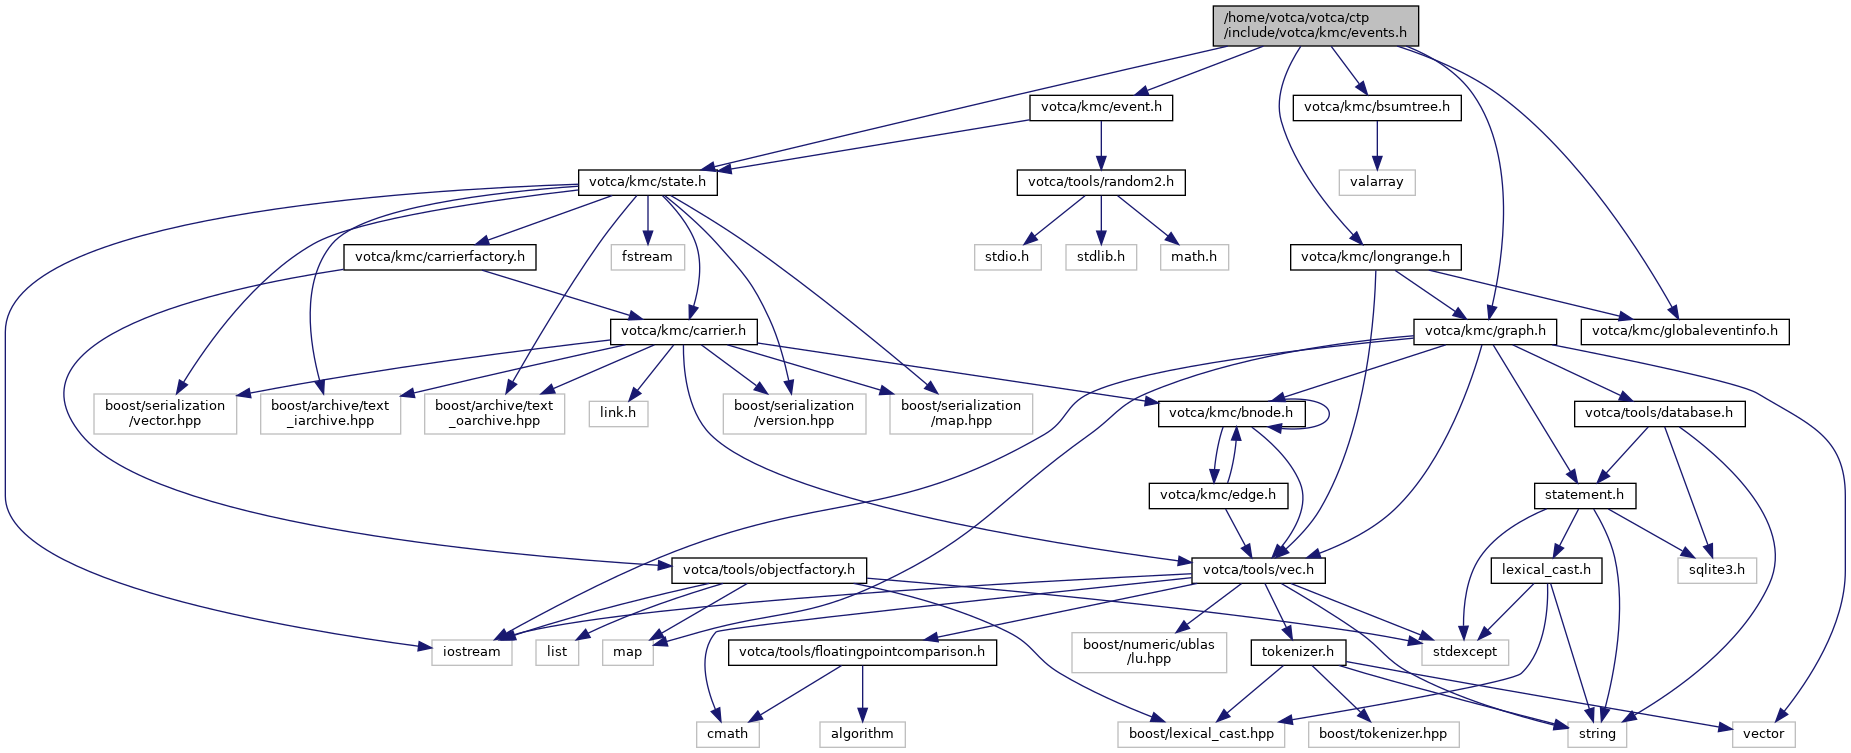 /home/votca/votca/ctp
/include/votca/kmc/events.h
votca/kmc/event.h
votca/kmc/bsumtree.h
votca/kmc/state.h
votca/tools/random2.h
valarray
votca/kmc/carrierfactory.h
fstream
stdio.h
stdlib.h
math.h
votca/kmc/longrange.h
votca/kmc/carrier.h
votca/kmc/graph.h
votca/kmc/globaleventinfo.h
boost/serialization
/vector.hpp
boost/archive/text
_iarchive.hpp
boost/archive/text
_oarchive.hpp
link.h
boost/serialization
/version.hpp
boost/serialization
/map.hpp
votca/kmc/bnode.h
votca/tools/database.h
votca/kmc/edge.h
statement.h
votca/tools/objectfactory.h
votca/tools/vec.h
lexical_cast.h
sqlite3.h
iostream
list
map
votca/tools/floatingpointcomparison.h
boost/numeric/ublas
/lu.hpp
tokenizer.h
stdexcept
cmath
algorithm
boost/lexical_cast.hpp
boost/tokenizer.hpp
string
vector